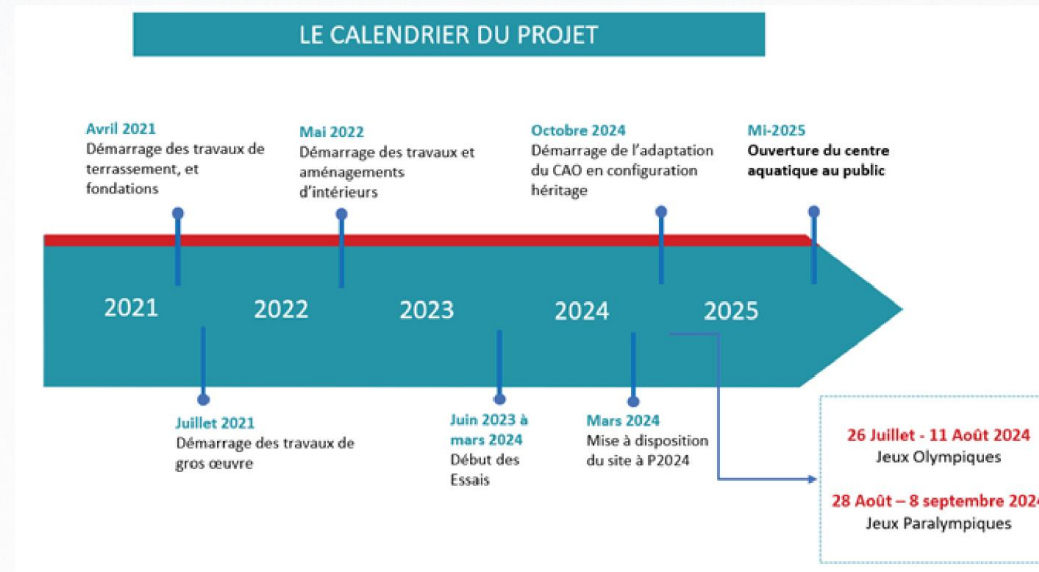 LE CALENDRIER DU PROJET
Avril 2021
Démarrage des travaux de
terrassement, et
fondations
Mai 2022
Démarrage des travaux et
aménagements
d'intérieurs
Octobre 2024
Démarrage de l'adaptation
du CAO en configuration
héritage
Mi-2025
Ouverture du centre
aquatique au public
2021
2022
2023
2024
2025
Juillet 2021
Démarrage des travaux de
gros œuvre
Juin 2023 à
mars 2024
Début des
Essais
Mars 2024
Mise à disposition
du site à P2024
26 Juillet - 11 Août 2024
Jeux Olympiques
28 Août – 8 septembre 2024
Jeux Paralympiques